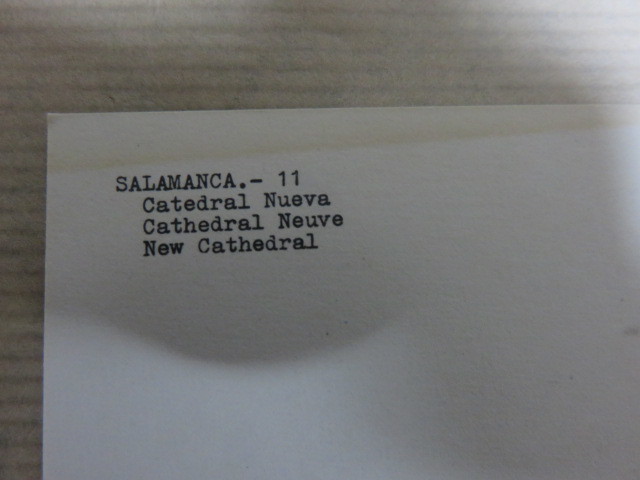 SALAMANCA.- 11
Catedral Nueva
Cathedral Neuve
New Cathedral